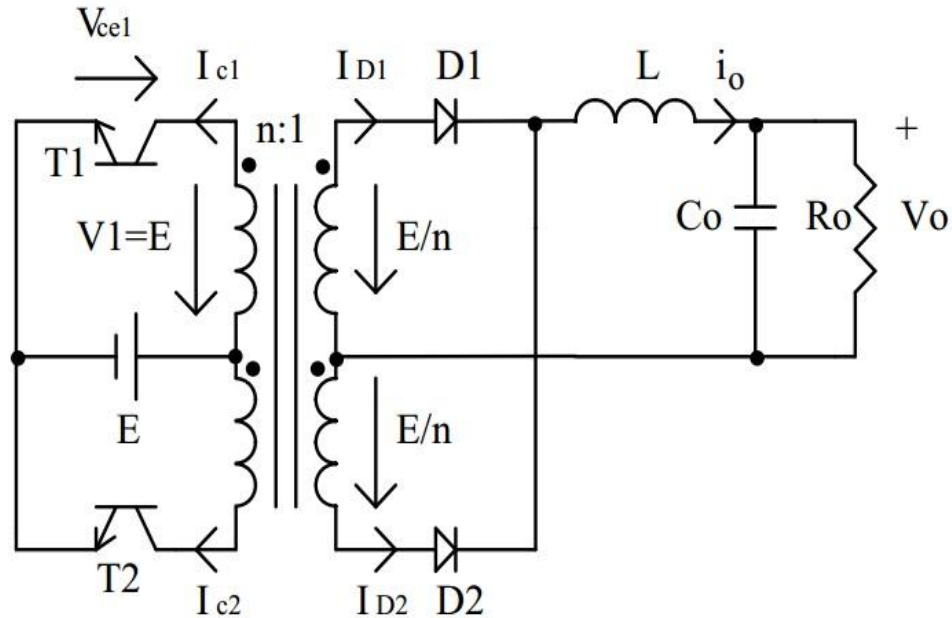 Vce1
Ic1
ID1
D1
L
io
T1
n:1
+
V1=E
E/n
Co
Ro
Vo
E
E/n
T2
Ic2
ID2
D2